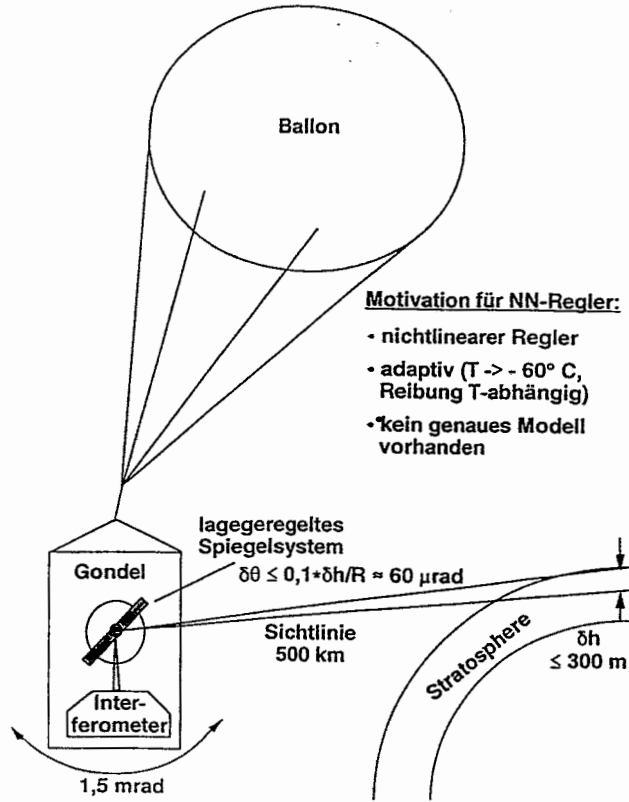 Ballon
Motivation für NN-Regler:
• nichtlinearer Regler
• adaptiv (T -> - 60° C,
Reibung T-abhängig)
• kein genaues Modell
vorhanden
lagegeregeltes
Spiegelsystem
Gondel
δθ ≤ 0,1*δh/R ≈ 60 µrad
Sichtlinie
500 km
Stratosphere
δh
≤ 300 m
Inter-
ferometer
1,5 mrad